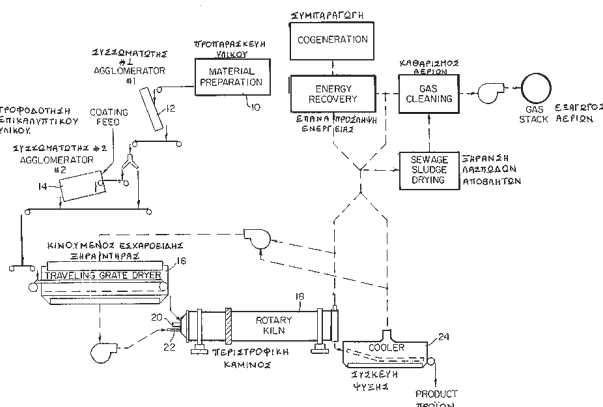 ΣΥΜΠΑΡΑΓΩΓΗ
COGENERATION
ΠΡΟΠΑΡΑΣΚΕΥΗ
ΥΛΙΚΟΥ
MATERIAL
PREPARATION
10
ΣΥΣΣΩΜΑΤΩΤΗΣ
#1
AGGLOMERATOR
#1
12
ENERGY
RECOVERY
ΕΠΑΝΑΠΡΟΣΛΗΨΗ
ΕΝΕΡΓΕΙΑΣ
ΚΑΘΑΡΙΣΜΟΣ
ΑΕΡΙΩΝ
GAS
CLEANING
GAS
STACK
ΕΞΑΓΩΓΟΣ
ΑΕΡΙΩΝ
ΤΡΟΦΟΔΟΤΗΣΗ
ΕΠΙΚΑΛΥΠΤΙΚΟΥ
ΥΛΙΚΟΥ
COATING
FEED
ΣΥΣΣΩΜΑΤΩΤΗΣ #2
AGGLOMERATOR
#2
14
SEWAGE
SLUDGE
DRYING
ΞΗΡΑΝΣΗ
ΛΑΣΠΩΔΩΝ
ΑΠΟΒΛΗΤΩΝ
ΚΙΝΟΥΜΕΝΟΣ ΕΣΧΑΡΟΕΙΔΗΣ
ΞΗΡΑΝΤΗΡΑΣ
TRAVELING GRATE DRYER
16
18
ROTARY
KILN
20
22
ΠΕΡΙΣΤΡΟΦΙΚΗ
ΚΑΜΙΝΟΣ
COOLER
24
ΣΥΣΚΕΥΗ
ΨΥΞΗΣ
PRODUCT
ΠΡΟΪΟΝ